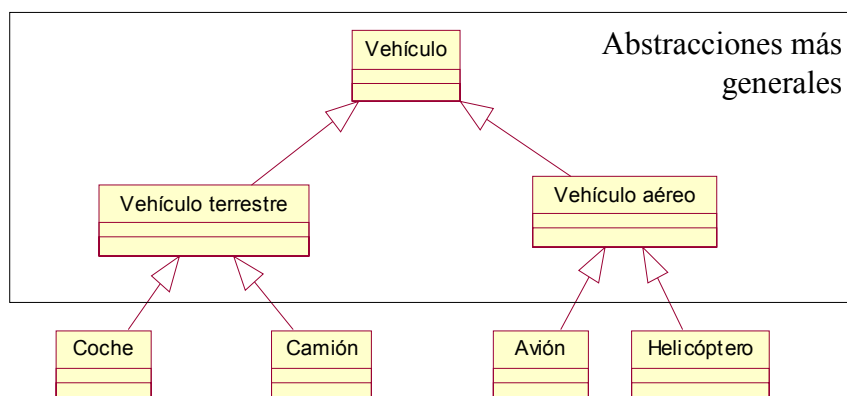 Vehículo
Abstracciones más
generales
Vehículo terrestre
Vehículo aéreo
Coche
Camión
Avión
Helicóptero